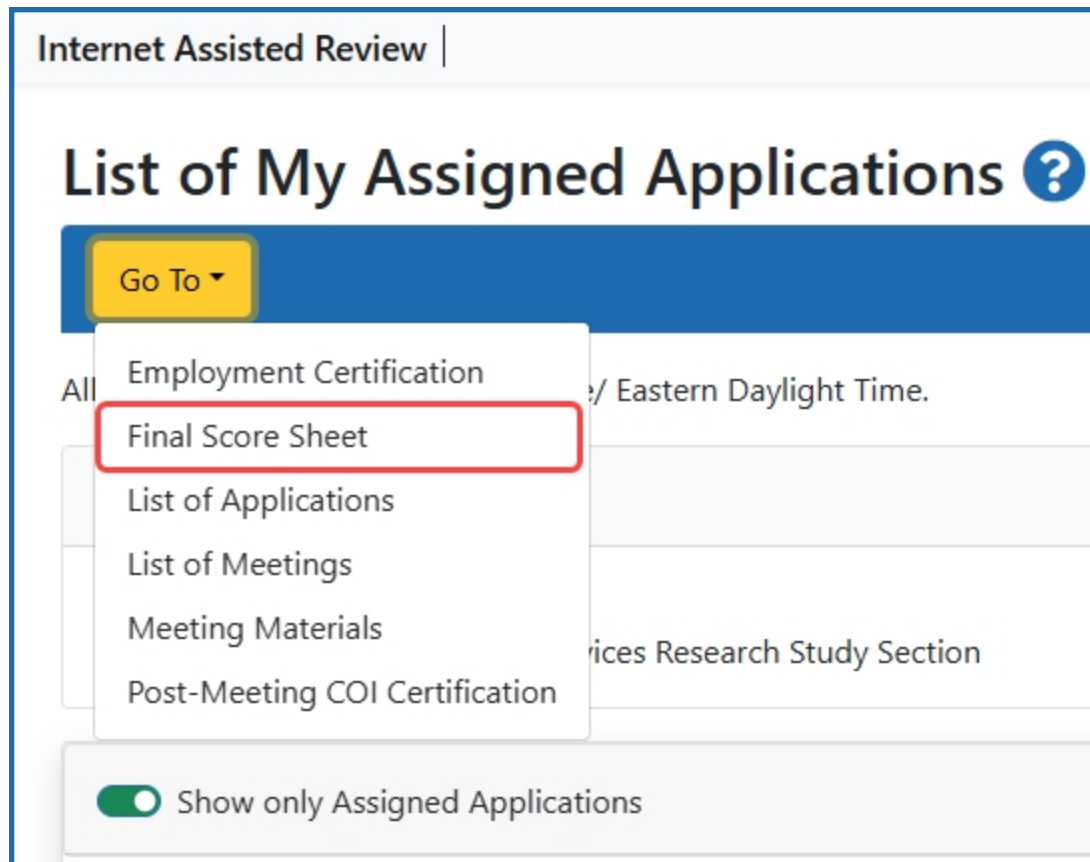 Internet Assisted Review
List of My Assigned Applications ?
Go To
Employment Certification
All e/ Eastern Daylight Time.
Final Score Sheet
List of Applications
List of Meetings
Meeting Materials
vices Research Study Section
Post-Meeting COI Certification
Show only Assigned Applications